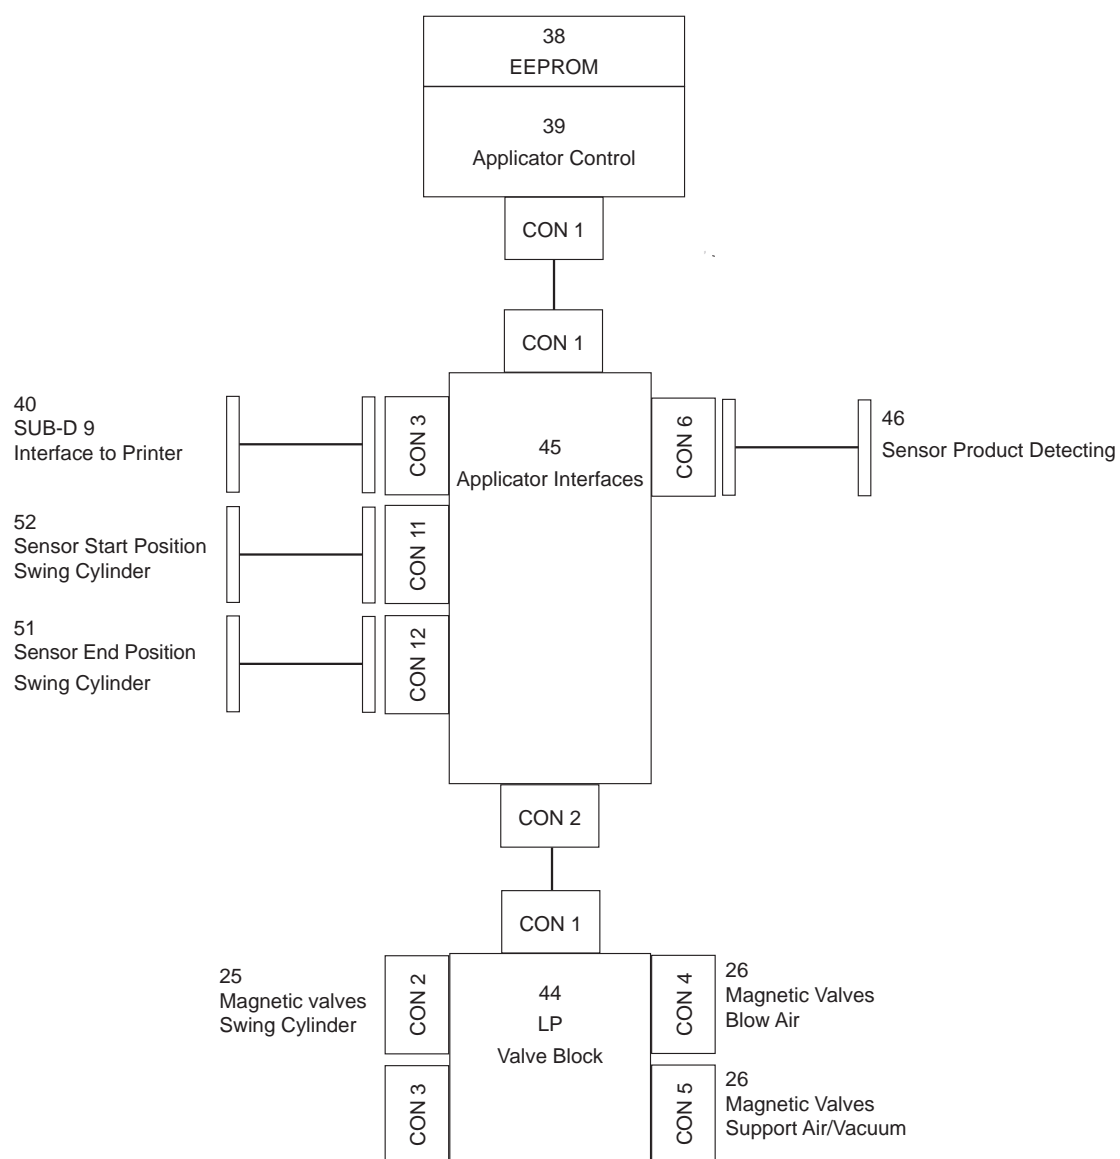 38
EEPROM
39
Applicator Control
CON 1
CON 1
40
SUB-D 9
Interface to Printer
CON 3
45
Applicator Interfaces
CON 6
46
Sensor Product Detecting
52
Sensor Start Position
Swing Cylinder
CON 11
51
Sensor End Position
Swing Cylinder
CON 12
CON 2
CON 1
25
Magnetic valves
Swing Cylinder
CON 2
44
LP
Valve Block
CON 4
26
Magnetic Valves
Blow Air
CON 3
CON 5
26
Magnetic Valves
Support Air/Vacuum